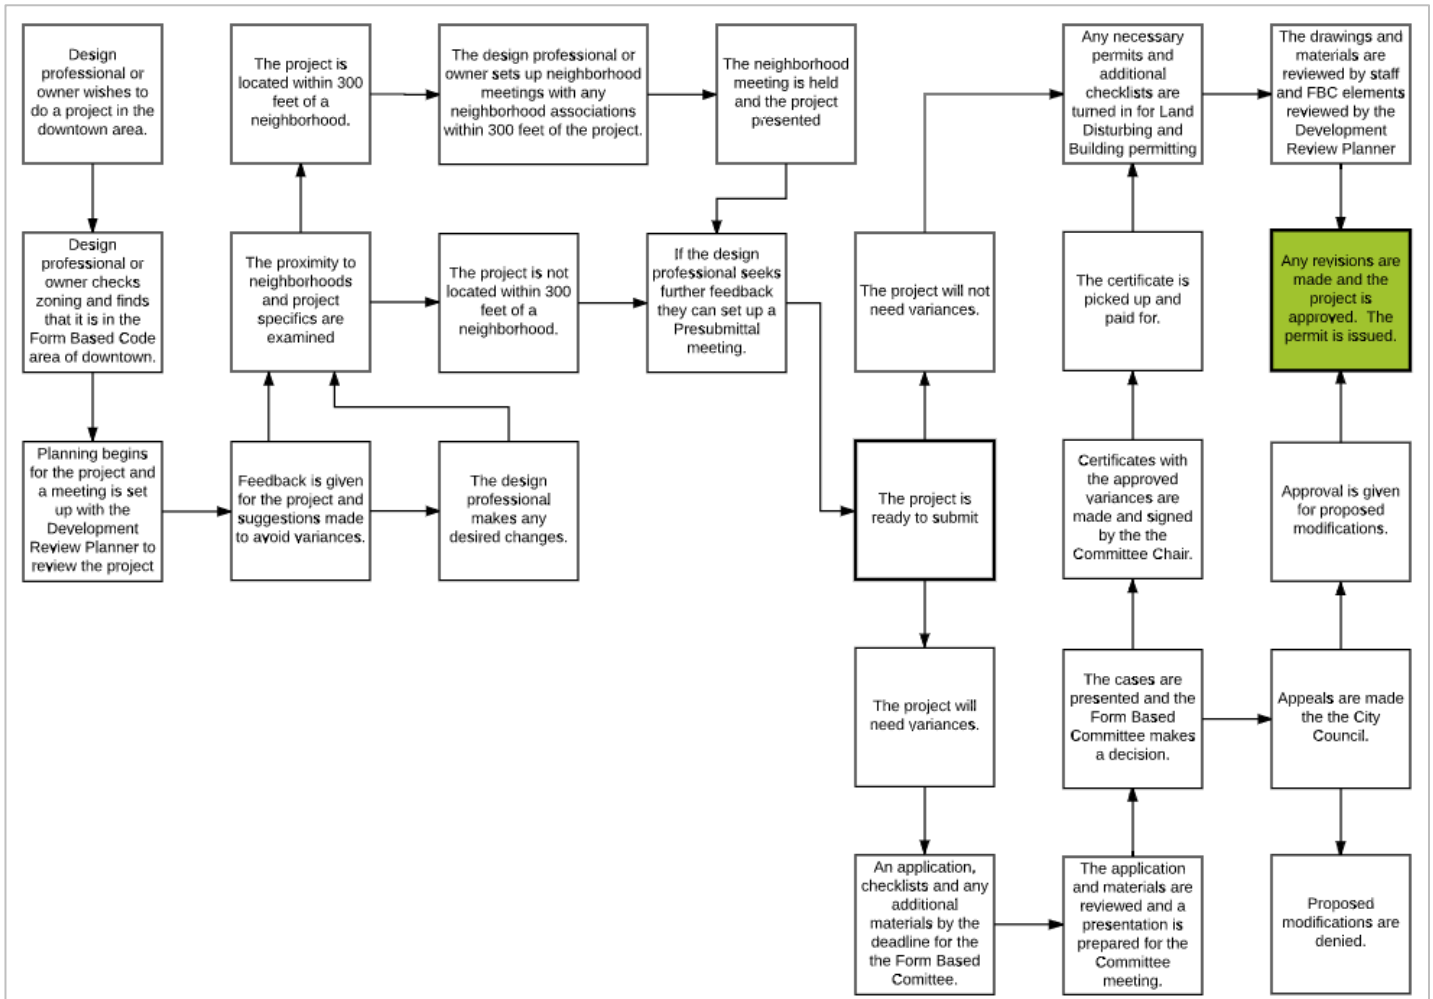 Design
professional or
owner wishes to
do a project in the
downtown area.
The project is
located within 300
feet of a
neighborhood.
The design professional or
owner sets up neighborhood
meetings with any
neighborhood associations
within 300 feet of the project.
The neighborhood
meeting is held
and the project
presented
Any necessary
permits and
additional
checklists are
turned in for Land
Disturbing and
Building permitting
The drawings and
materials are
reviewed by staff
and FBC elements
reviewed by the
Development
Review Planner
Design
professional or
owner checks
zoning and finds
that it is in the
Form Based Code
area of downtown.
The proximity to
neighborhoods
and project
specifics are
examined
The project is not
located within 300
feet of a
neighborhood.
If the design
professional seeks
further feedback
they can set up a
Presubmittal
meeting.
The project will not
need variances.
The certificate is
picked up and
paid for.
Any revisions are
made and the
project is
approved. The
permit is issued.
Planning begins
for the project and
a meeting is set
up with the
Development
Review Planner to
review the project
Feedback is given
for the project and
suggestions made
to avoid variances.
The design
professional
makes any
desired changes.
The project is
ready to submit
Certificates with
the approved
variances are
made and signed
by the the
Committee Chair.
Approval is given
for proposed
modifications.
The project will
need variances.
The cases are
presented and the
Form Based
Committee makes
a decision.
Appeals are made
the the City
Council.
An application,
checklists and any
additional
materials by the
deadline for the
the Form Based
Comittee.
The application
and materials are
reviewed and a
presentation is
prepared for the
Committee
meeting.
Proposed
modifications are
denied.